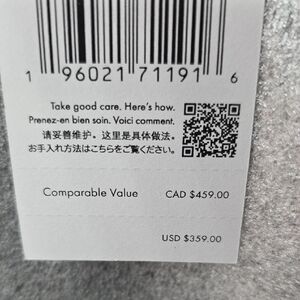 1 96021 71191 6
Take good care. Here's how.
Prenez-en bien soin. Voici comment.
请妥善维护。这里是具体做法。
お手入れ方法はこちらをご覧ください。
Comparable Value CAD $459.00
USD $359.00